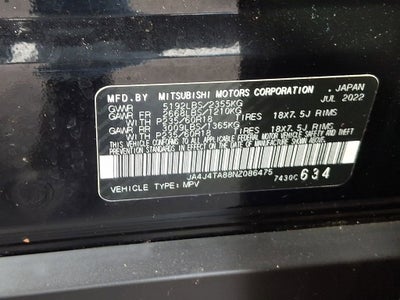 MFD.BY MITSUBISHI MOTORS CORPORATION, JAPAN
GVWR 5192LBS/2355KG JUL 2022
GAWR FR 2668LBS/1210KG
WITH P235/60R18 TIRES 18X7.5J RIMS
GAWR RR 3009LBS/1365KG
WITH P235/60R18 TIRES 18X7.5J RIMS
THIS VEHICLE CONFORMS TO ALL APPLICABLE FEDERAL MOTOR VEHICLE SAFETY AND THEFT
PREVENTION STANDARDS IN EFFECT ON THE DATE OF MANUFACTURE SHOWN ABOVE.
JA4J4TA88NZ086475
VEHICLE TYPE: MPV 7430C 634